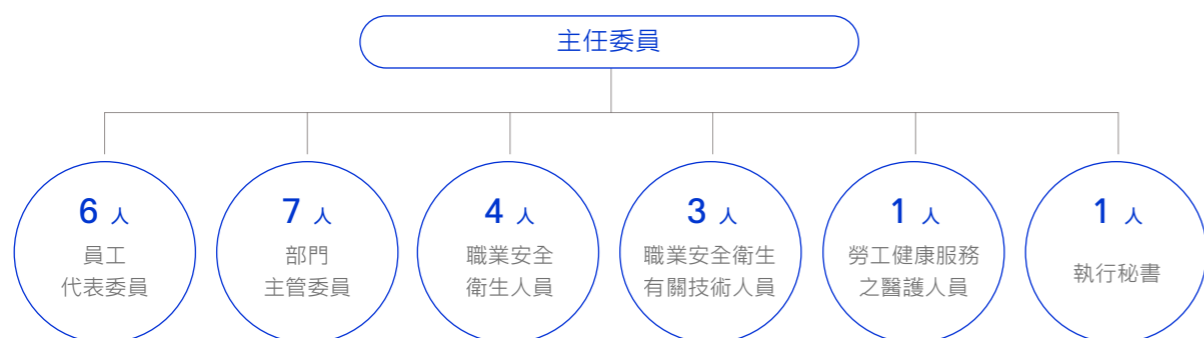 主任委員
6 人
員工
代表委員
7 人
部門
主管委員
4 人
職業安全
衛生人員
3 人
職業安全衛生
有關技術人員
1 人
勞工健康服務
之醫護人員
1 人
執行秘書